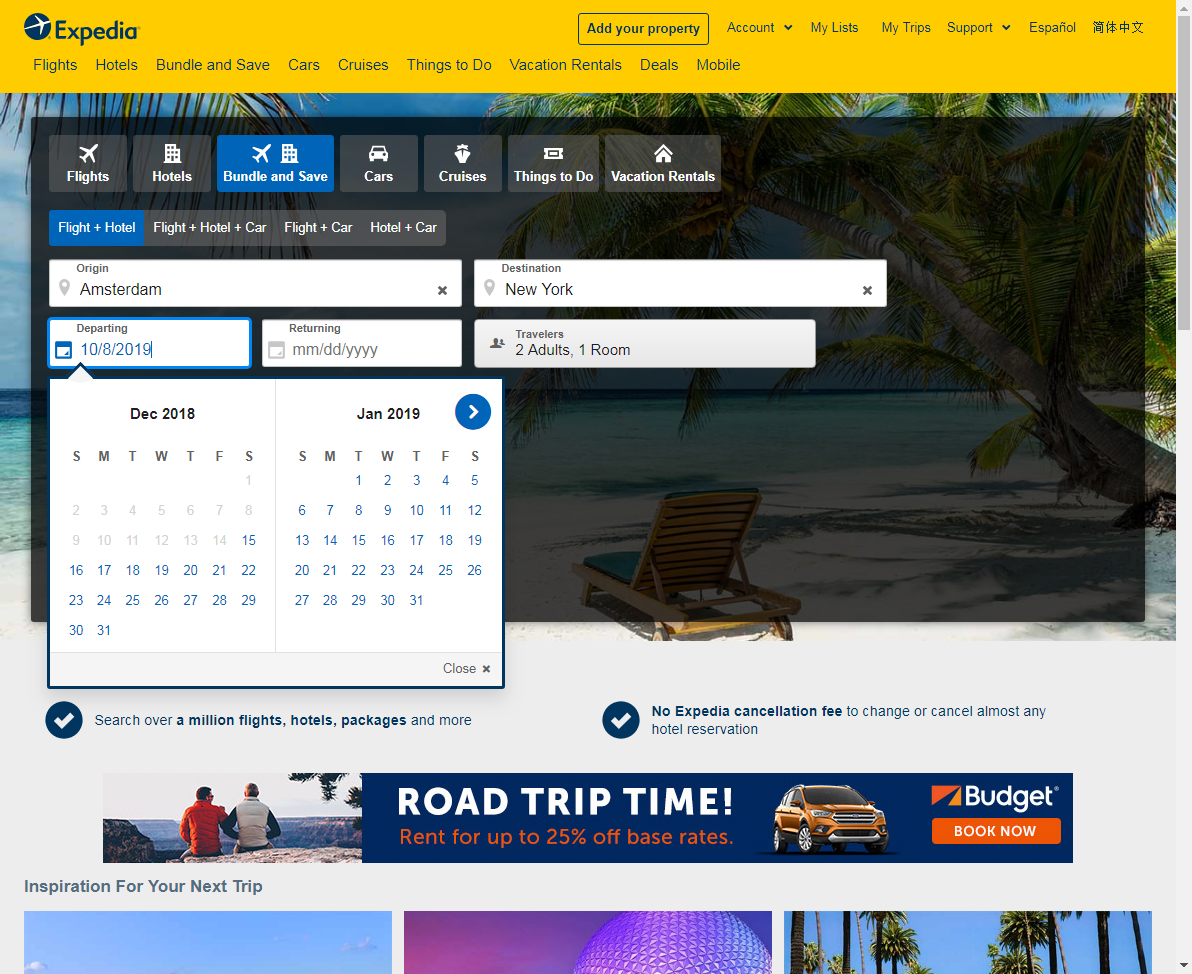 Expedia
Add your property
Account
My Lists
My Trips
Support
Español
简体中文
Flights
Hotels
Bundle and Save
Cars
Cruises
Things to Do
Vacation Rentals
Deals
Mobile
Flights
Hotels
Bundle and Save
Cars
Cruises
Things to Do
Vacation Rentals
Flight + Hotel
Flight + Hotel + Car
Flight + Car
Hotel + Car
Origin
Amsterdam
Destination
New York
Departing
10/8/2019
Returning
mm/dd/yyyy
Travelers
2 Adults, 1 Room
Dec 2018
S M T W T F S
1
2 3 4 5 6 7 8
9 10 11 12 13 14 15
16 17 18 19 20 21 22
23 24 25 26 27 28 29
30 31
Jan 2019
S M T W T F S
1 2 3 4 5
6 7 8 9 10 11 12
13 14 15 16 17 18 19
20 21 22 23 24 25 26
27 28 29 30 31
Close
Search over a million flights, hotels, packages and more
No Expedia cancellation fee to change or cancel almost any
hotel reservation
ROAD TRIP TIME!
Rent for up to 25% off base rates.
Budget®
BOOK NOW
Inspiration For Your Next Trip